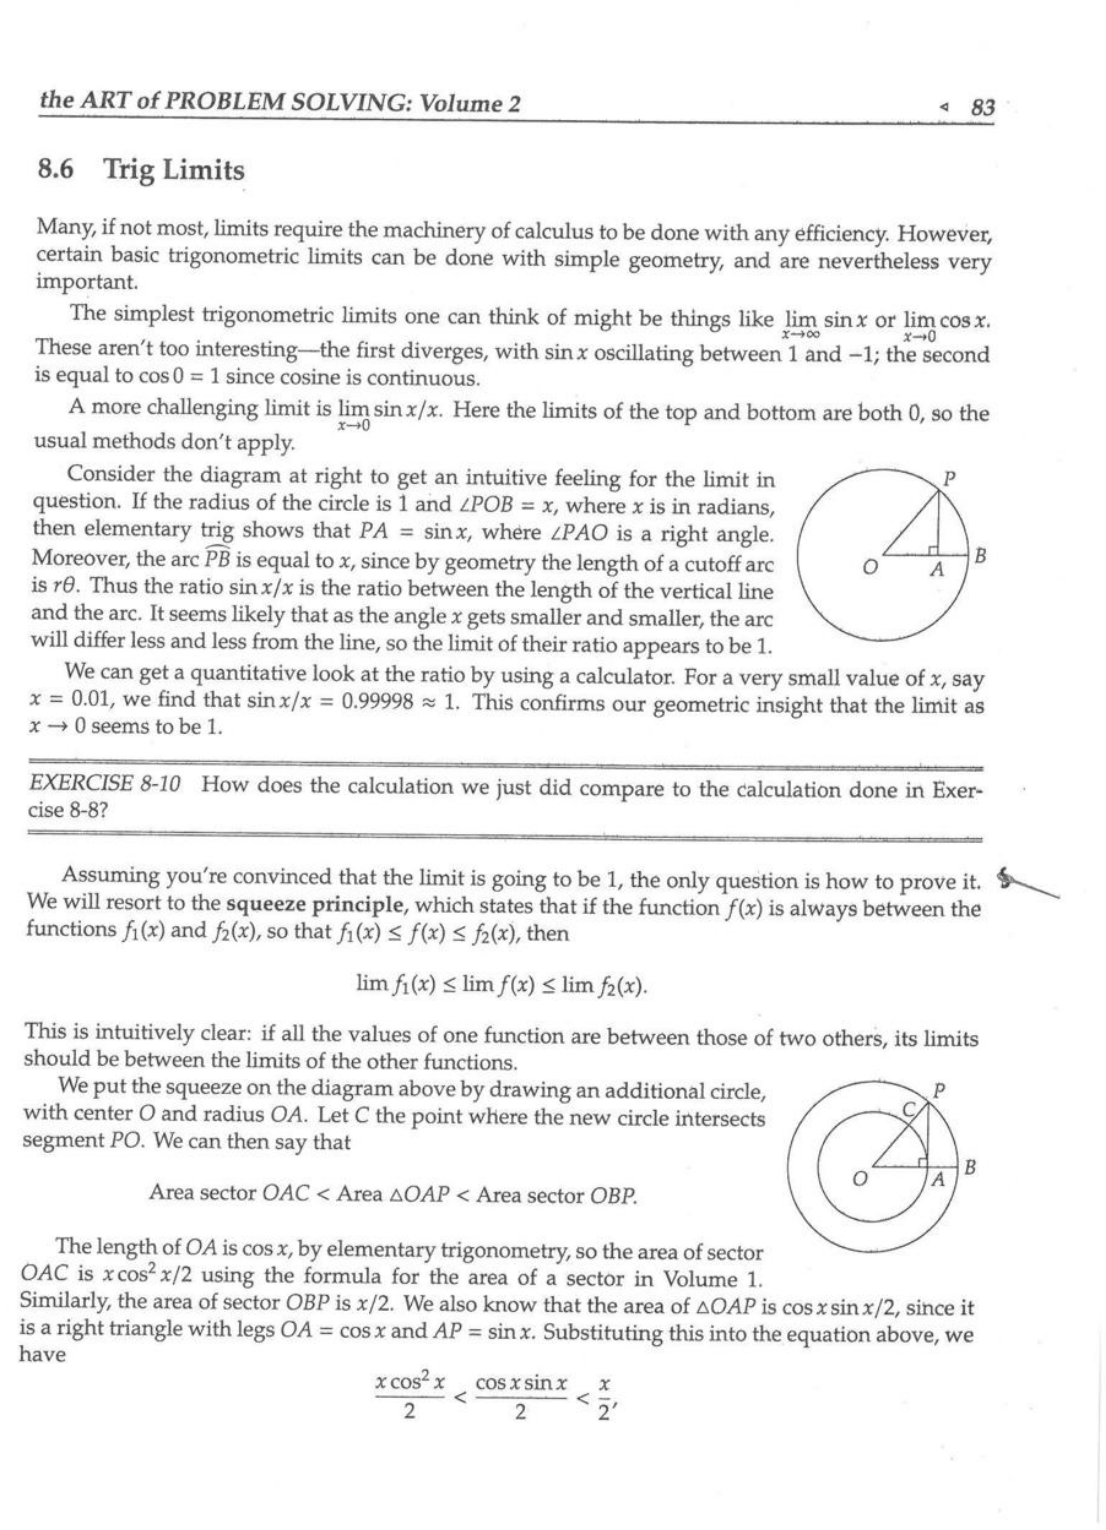 the ART of PROBLEM SOLVING: Volume 2 ◃ 83
8.6 Trig Limits
Many, if not most, limits require the machinery of calculus to be done with any efficiency. However,
certain basic trigonometric limits can be done with simple geometry, and are nevertheless very
important.
The simplest trigonometric limits one can think of might be things like lim x→∞ sin x or lim x→0 cos x.
These aren't too interesting—the first diverges, with sin x oscillating between 1 and −1; the second
is equal to cos 0 = 1 since cosine is continuous.
A more challenging limit is lim x→0 sin x/x. Here the limits of the top and bottom are both 0, so the
usual methods don't apply.
Consider the diagram at right to get an intuitive feeling for the limit in
question. If the radius of the circle is 1 and ∠POB = x, where x is in radians,
then elementary trig shows that PA = sin x, where ∠PAO is a right angle.
Moreover, the arc P͡B is equal to x, since by geometry the length of a cutoff arc
is rθ. Thus the ratio sin x/x is the ratio between the length of the vertical line
and the arc. It seems likely that as the angle x gets smaller and smaller, the arc
will differ less and less from the line, so the limit of their ratio appears to be 1.
P
O
A
B
We can get a quantitative look at the ratio by using a calculator. For a very small value of x, say
x = 0.01, we find that sin x/x = 0.99998 ≈ 1. This confirms our geometric insight that the limit as
x → 0 seems to be 1.
EXERCISE 8-10 How does the calculation we just did compare to the calculation done in Exer-
cise 8-8?
Assuming you're convinced that the limit is going to be 1, the only question is how to prove it.
We will resort to the squeeze principle, which states that if the function f(x) is always between the
functions f₁(x) and f₂(x), so that f₁(x) ≤ f(x) ≤ f₂(x), then
lim f₁(x) ≤ lim f(x) ≤ lim f₂(x).
This is intuitively clear: if all the values of one function are between those of two others, its limits
should be between the limits of the other functions.
We put the squeeze on the diagram above by drawing an additional circle,
with center O and radius OA. Let C the point where the new circle intersects
segment PO. We can then say that
Area sector OAC < Area △OAP < Area sector OBP.
P
C
O
A
B
The length of OA is cos x, by elementary trigonometry, so the area of sector
OAC is x cos² x/2 using the formula for the area of a sector in Volume 1.
Similarly, the area of sector OBP is x/2. We also know that the area of △OAP is cos x sin x/2, since it
is a right triangle with legs OA = cos x and AP = sin x. Substituting this into the equation above, we
have
x cos² x / 2 < cos x sin x / 2 < x / 2,